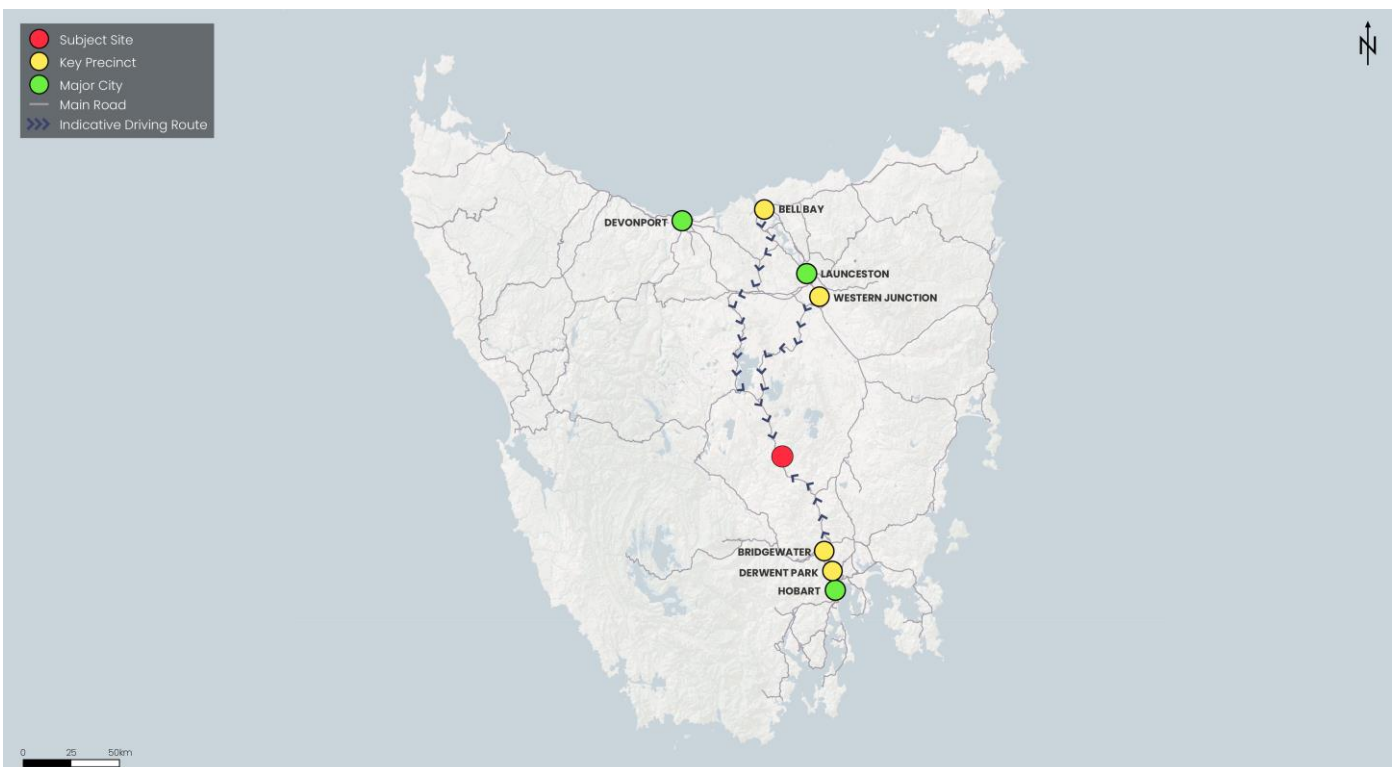 Subject Site
Key Precinct
Major City
Main Road
Indicative Driving Route
N
BELL BAY
DEVONPORT
LAUNCESTON
WESTERN JUNCTION
BRIDGEWATER
DERWENT PARK
HOBART
0 25 50km